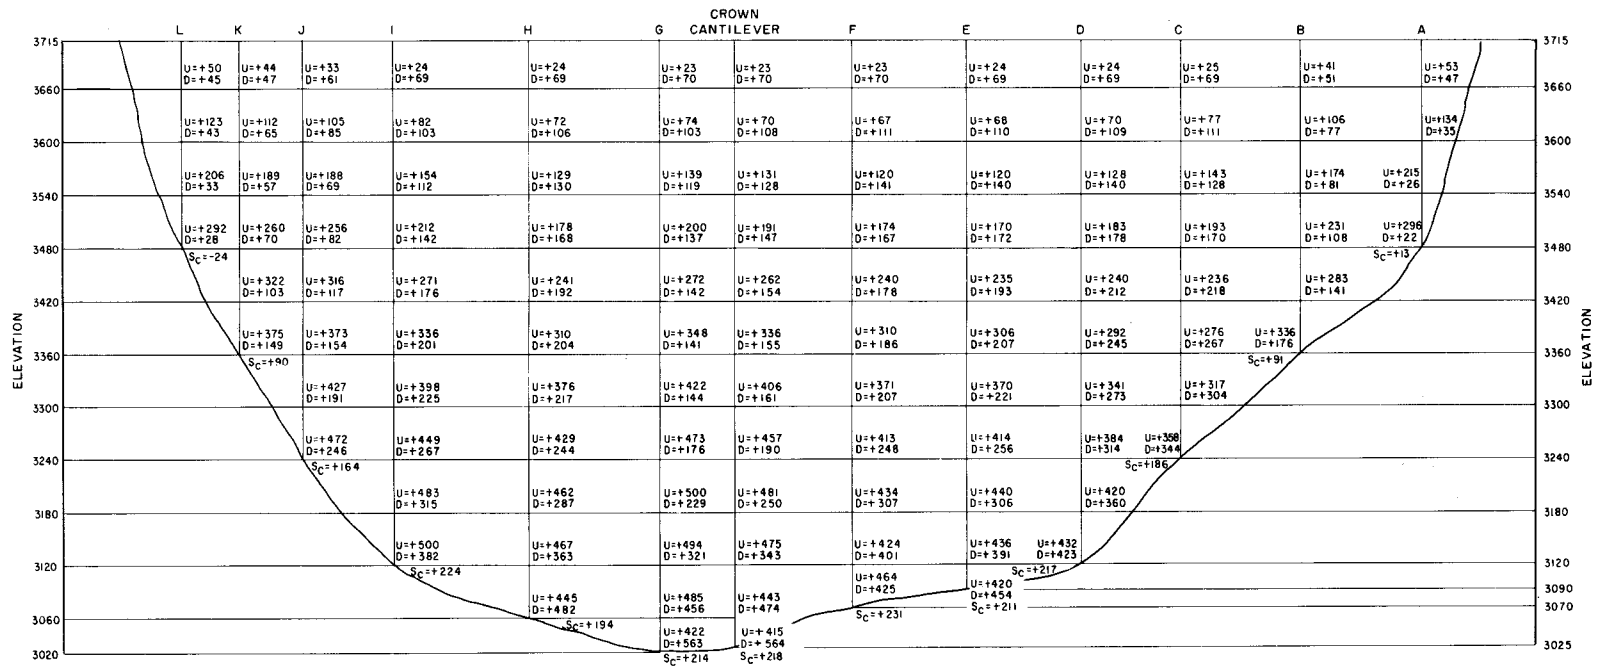 CROWN
L K J I H G CANTILEVER F E D C B A
3715 3715
U=+50 U=+44 U=+33 U=+24 U=+24 U=+23 U=+23 U=+23 U=+24 U=+24 U=+25 U=+41 U=+53
D=+45 D=+47 D=+61 D=+69 D=+69 D=+70 D=+70 D=+70 D=+69 D=+69 D=+69 D=+51 D=+47
3660 3660
U=+123 U=+112 U=+105 U=+82 U=+72 U=+74 U=+70 U=+67 U=+68 U=+70 U=+77 U=+106 U=+134
D=+43 D=+65 D=+85 D=+103 D=+106 D=+103 D=+108 D=+111 D=+110 D=+109 D=+111 D=+77 D=+35
3600 3600
U=+206 U=+189 U=+188 U=+154 U=+129 U=+139 U=+131 U=+120 U=+120 U=+128 U=+143 U=+174 U=+215
D=+33 D=+57 D=+69 D=+112 D=+130 D=+119 D=+128 D=+141 D=+140 D=+140 D=+128 D=+81 D=+26
3540 3540
U=+292 U=+260 U=+256 U=+212 U=+178 U=+200 U=+191 U=+174 U=+170 U=+183 U=+193 U=+231 U=+296
D=+28 D=+70 D=+82 D=+142 D=+168 D=+137 D=+147 D=+167 D=+172 D=+178 D=+170 D=+108 D=+22
3480 3480
Sc=-24 Sc=+13
U=+322 U=+316 U=+271 U=+241 U=+272 U=+262 U=+240 U=+235 U=+240 U=+236 U=+283
D=+103 D=+117 D=+176 D=+192 D=+142 D=+154 D=+178 D=+193 D=+212 D=+218 D=+141
3420 3420
U=+375 U=+373 U=+336 U=+310 U=+348 U=+336 U=+310 U=+306 U=+292 U=+276 U=+336
D=+149 D=+154 D=+201 D=+204 D=+141 D=+155 D=+186 D=+207 D=+245 D=+267 D=+176
3360 3360
Sc=+90 Sc=+91
ELEVATION ELEVATION
U=+427 U=+398 U=+376 U=+422 U=+406 U=+371 U=+370 U=+341 U=+317
D=+191 D=+225 D=+217 D=+144 D=+161 D=+207 D=+221 D=+273 D=+304
3300 3300
U=+472 U=+449 U=+429 U=+473 U=+457 U=+413 U=+414 U=+384 U=+358
D=+246 D=+267 D=+244 D=+176 D=+190 D=+248 D=+256 D=+314 D=+344
3240 3240
Sc=+164 Sc=+186
U=+483 U=+462 U=+500 U=+481 U=+434 U=+440 U=+420
D=+315 D=+287 D=+229 D=+250 D=+307 D=+306 D=+360
3180 3180
U=+500 U=+467 U=+494 U=+475 U=+424 U=+436 U=+432
D=+382 D=+363 D=+321 D=+343 D=+401 D=+391 D=+423
3120 3120
Sc=+224 Sc=+217
U=+464 U=+420
D=+425 D=+454
3090
U=+445 U=+485 U=+443
D=+482 D=+456 D=+474
Sc=+231 Sc=+211 3070
3060
Sc=+194
U=+422 U=+415
D=+563 D=+564
3020 3025
Sc=+214 Sc=+218